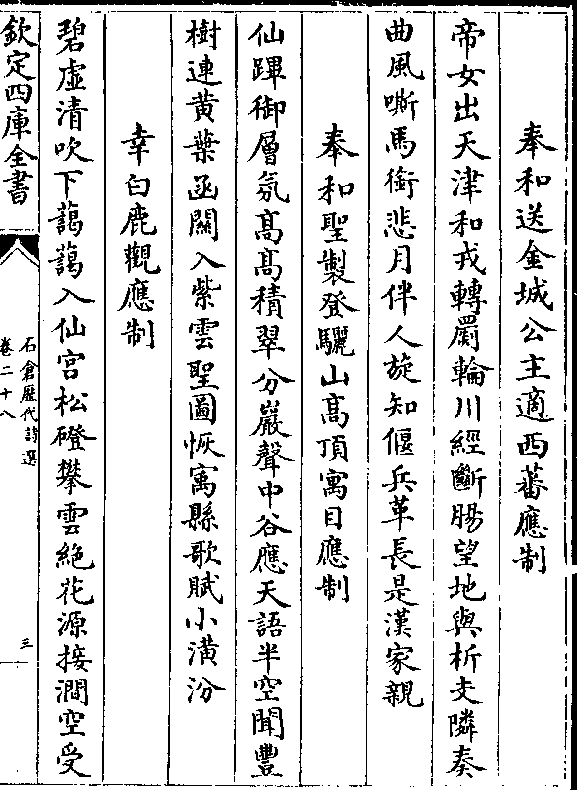 奉和送金城公主適西蕃應制
帝女出天津和戎轉罽輪川經斷腸望地與析支隣奏
曲風嘶馬銜悲月伴人旋知偃兵革長是漢家親
奉和聖製登驪山高頂寓目應制
仙蹕御層氛髙髙積翠分巖聲中谷應天語半空聞豐
樹連黄葉函關入紫雲聖圖恢寓縣歌賦小潢汾
幸白鹿觀應制
碧虛清吹下藹藹入仙宫松磴攀雲絶花源接澗空受
欽定四庫全書
石倉歷代詩選
卷二十八
三